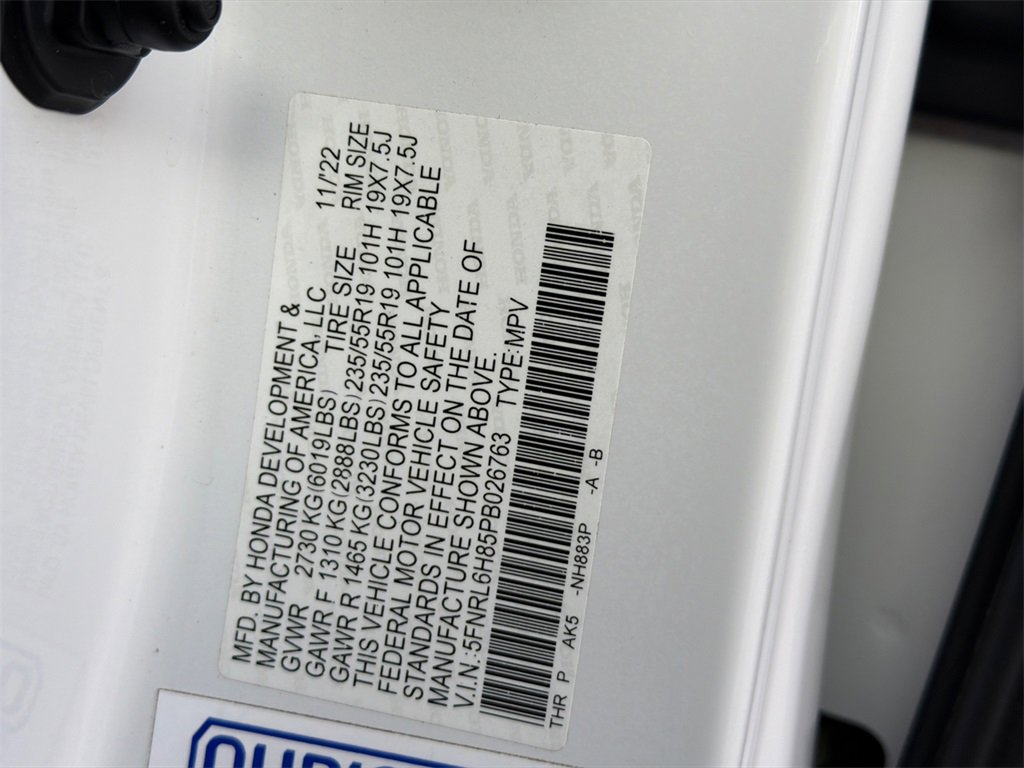 MFD. BY HONDA DEVELOPMENT &
MANUFACTURING OF AMERICA, LLC 11/'22
GVWR 2730 KG(6019LBS) TIRE SIZE RIM SIZE
GAWR F 1310 KG(2888LBS)235/55R19 101H 19X7.5J
GAWR R 1465 KG(3230LBS)235/55R19 101H 19X7.5J
THIS VEHICLE CONFORMS TO ALL APPLICABLE
FEDERAL MOTOR VEHICLE SAFETY
STANDARDS IN EFFECT ON THE DATE OF
MANUFACTURE SHOWN ABOVE.
V.I.N.:5FNRL6H85PB026763 TYPE:MPV
THR P AK5 -NH883P -A -B
HONDA